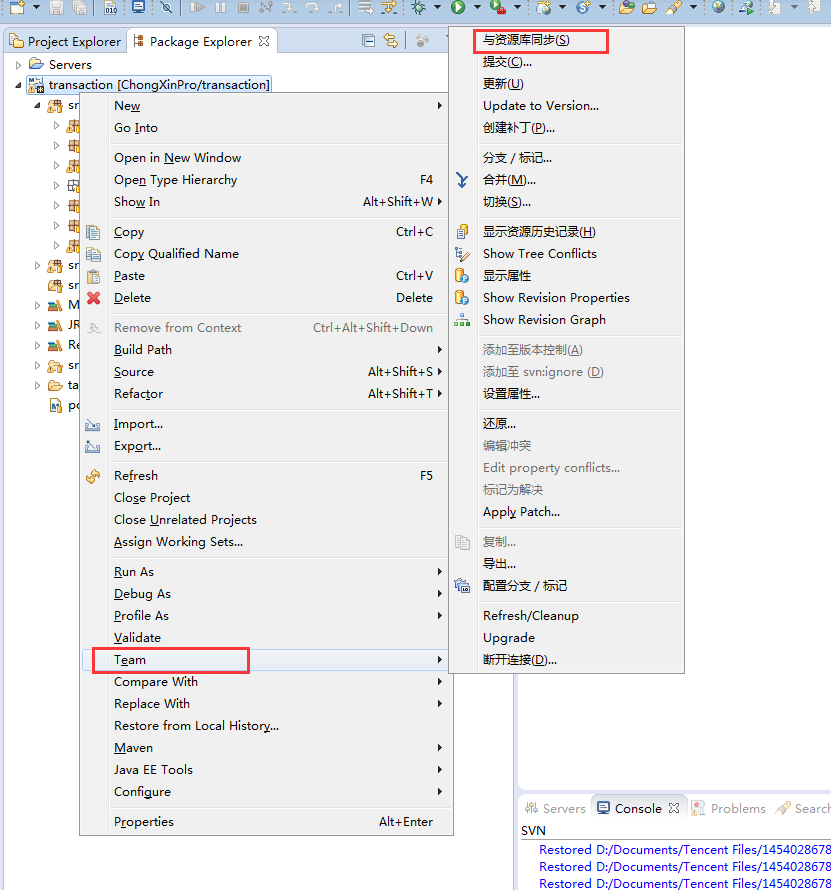 010
Project Explorer
Package Explorer
Servers
transaction [ChongXinPro/transaction]
sr
sr
sr
M
JR
Re
sr
ta
po
New
Go Into
Open in New Window
Open Type Hierarchy F4
Show In Alt+Shift+W
Copy Ctrl+C
Copy Qualified Name
Paste Ctrl+V
Delete Delete
Remove from Context Ctrl+Alt+Shift+Down
Build Path
Source Alt+Shift+S
Refactor Alt+Shift+T
Import...
Export...
Refresh F5
Close Project
Close Unrelated Projects
Assign Working Sets...
Run As
Debug As
Profile As
Validate
Team
Compare With
Replace With
Restore from Local History...
Maven
Java EE Tools
Configure
Properties Alt+Enter
与资源库同步(S)
提交(C)...
更新(U)
Update to Version...
创建补丁(P)...
分支 / 标记...
合并(M)...
切换(S)...
显示资源历史记录(H)
Show Tree Conflicts
显示属性
Show Revision Properties
Show Revision Graph
添加至版本控制(A)
添加至 svn:ignore (D)
设置属性...
还原...
编辑冲突
Edit property conflicts...
标记为解决
Apply Patch...
复制...
导出...
配置分支 / 标记
Refresh/Cleanup
Upgrade
断开连接(D)...
Servers
Console
Problems
Search
SVN
Restored D:/Documents/Tencent Files/1454028678
Restored D:/Documents/Tencent Files/1454028678
Restored D:/Documents/Tencent Files/1454028678